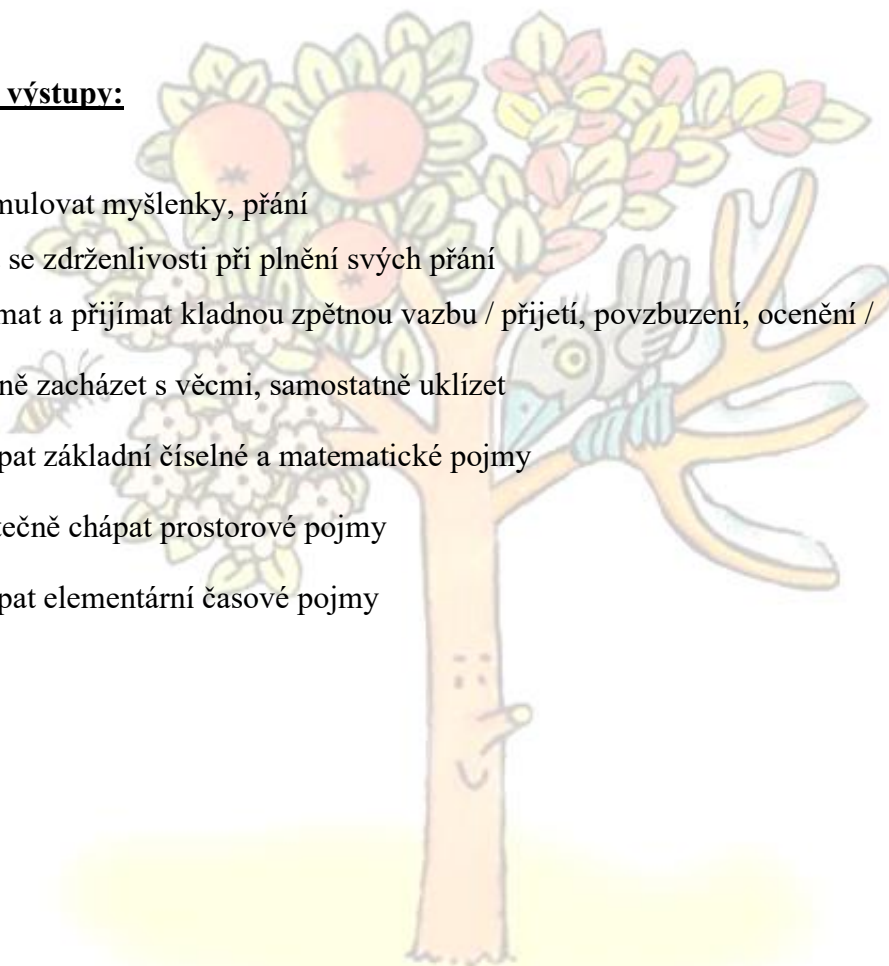 výstupy:
mulovat myšlenky, přání
se zdrženlivosti při plnění svých přání
mat a přijímat kladnou zpětnou vazbu / přijetí, povzbuzení, ocenění /
ně zacházet s věcmi, samostatně uklízet
pat základní číselné a matematické pojmy
tečně chápat prostorové pojmy
pat elementární časové pojmy